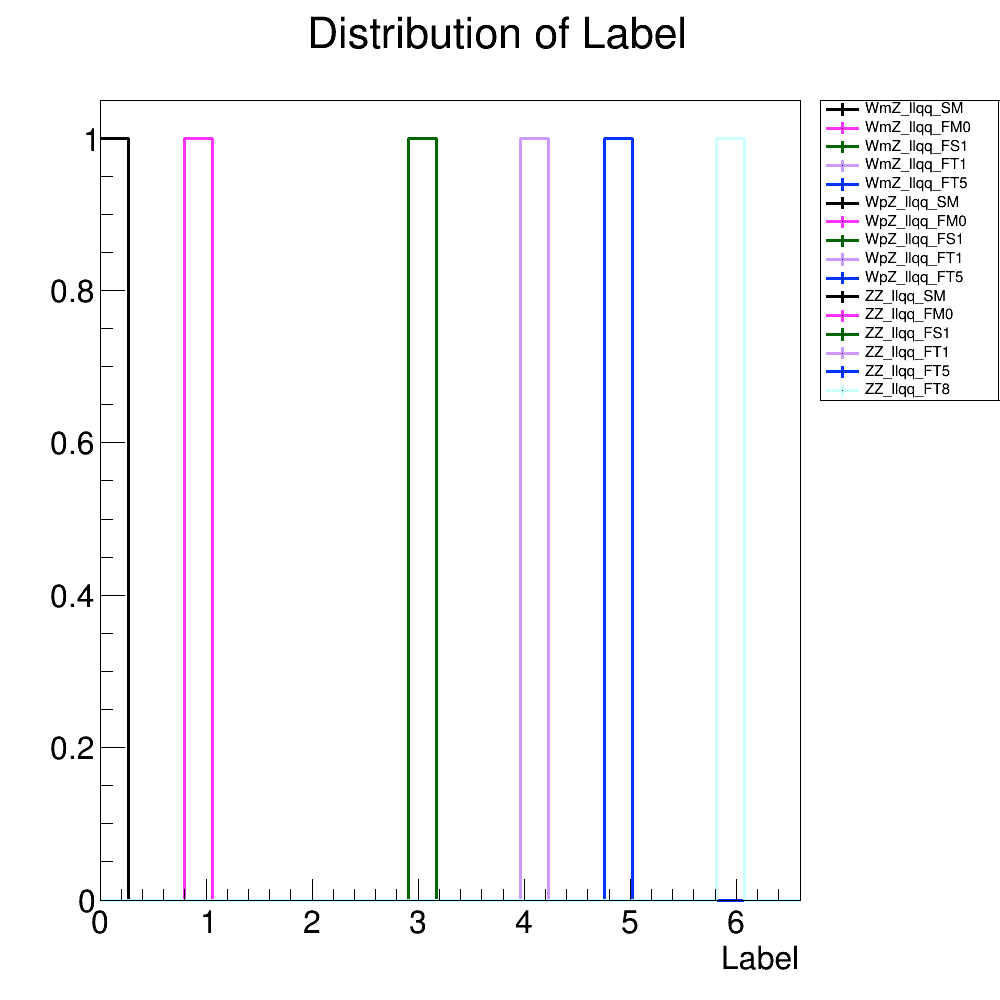 Distribution of Label
WmZ_llqq_SM
WmZ_llqq_FM0
WmZ_llqq_FS1
WmZ_llqq_FT1
WmZ_llqq_FT5
WpZ_llqq_SM
WpZ_llqq_FM0
WpZ_llqq_FS1
WpZ_llqq_FT1
WpZ_llqq_FT5
ZZ_llqq_SM
ZZ_llqq_FM0
ZZ_llqq_FS1
ZZ_llqq_FT1
ZZ_llqq_FT5
ZZ_llqq_FT8
1
0.8
0.6
0.4
0.2
0
0 1 2 3 4 5 6
Label